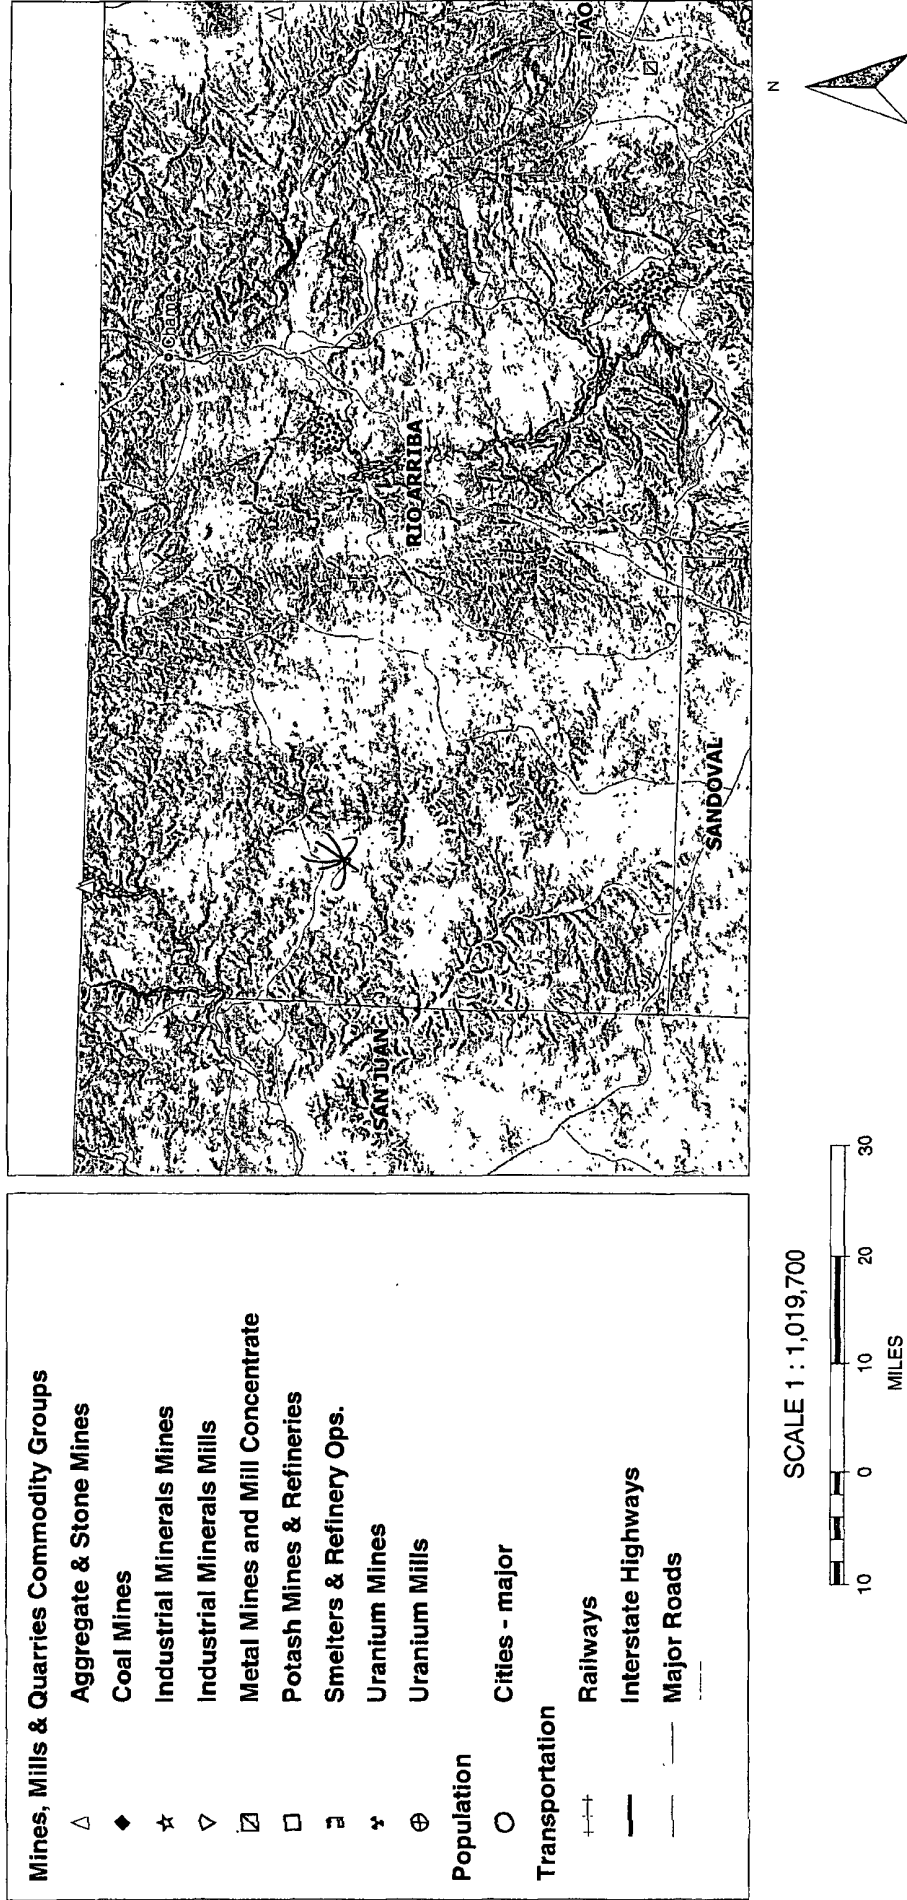 Mines, Mills & Quarries Commodity Groups
Aggregate & Stone Mines
Coal Mines
Industrial Minerals Mines
Industrial Minerals Mills
Metal Mines and Mill Concentrate
Potash Mines & Refineries
Smelters & Refinery Ops.
Uranium Mines
Uranium Mills
Population
Cities - major
Transportation
Railways
Interstate Highways
Major Roads
Chama
RIO ARRIBA
SAN JUAN
SANDOVAL
TAO
N
SCALE 1 : 1,019,700
10 0 10 20 30
MILES